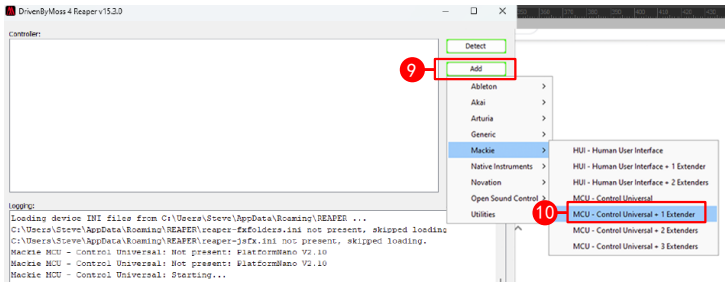 DrivenByMoss 4 Reaper v15.3.0
Controller:
Detect
9
Add
Ableton
Akai
Arturia
Generic
Mackie
Native Instruments
Novation
Open Sound Control
Utilities
HUI - Human User Interface
HUI - Human User Interface + 1 Extender
HUI - Human User Interface + 2 Extenders
MCU - Control Universal
10
MCU - Control Universal + 1 Extender
MCU - Control Universal + 2 Extenders
MCU - Control Universal + 3 Extenders
Logging:
Loading device INI files from C:\Users\Steve\AppData\Roaming\REAPER ...
C:\Users\Steve\AppData\Roaming\REAPER\reaper-fxfolders.ini not present, skipped loading
C:\Users\Steve\AppData\Roaming\REAPER\reaper-jsfx.ini not present, skipped loading.
Mackie MCU - Control Universal: Not present: PlatformNano V2.10
Mackie MCU - Control Universal: Not present: PlatformNano V2.10
Mackie MCU - Control Universal: Starting...